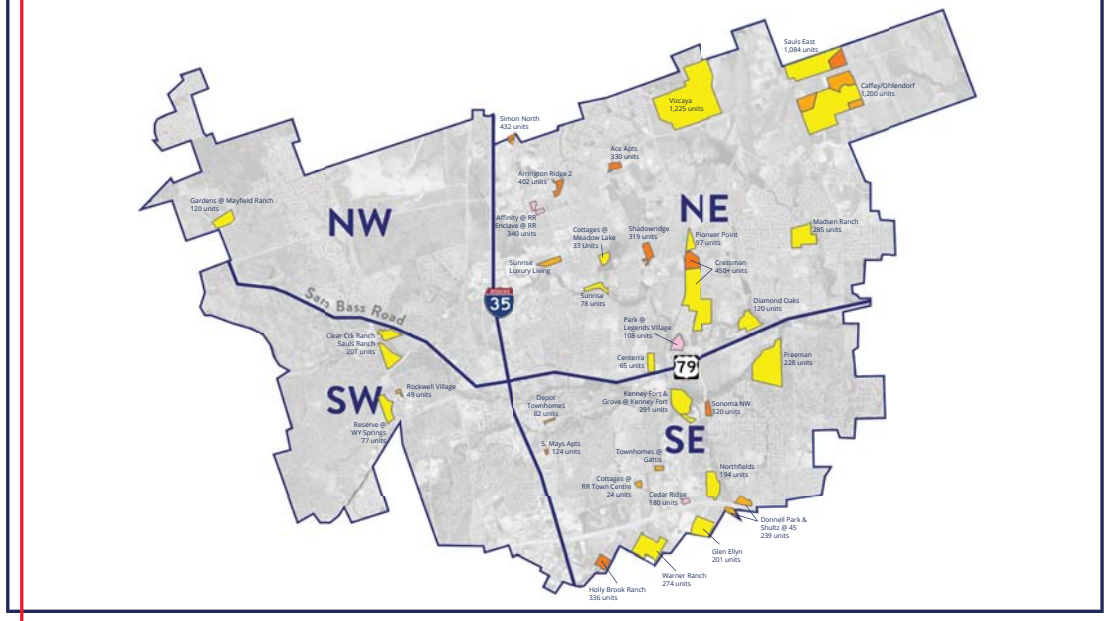 Sauls East
1,084 units
Caffey/Ohlendorf
1,200 units
Vizcaya
1,225 units
Simon North
432 units
Ace Apts
330 units
Arrington Ridge 2
402 units
Gardens @ Mayfield Ranch
120 units
NW
NE
Affinity @ RR
Enclave @ RR
340 units
Cottages @
Meadow Lake
33 Units
Shadowridge
319 units
Pioneer Point
97 units
Madsen Ranch
285 units
Sunrise
Luxury Living
Cressman
450+ units
Sunrise
78 units
INTERSTATE
35
Sam Bass Road
Diamond Oaks
120 units
Park @
Legends Village
108 units
Clear Crk Ranch
Sauls Ranch
201 units
Centerra
65 units
79
Freeman
228 units
SW
Rockwell Village
49 units
Depot
Townhomes
82 units
Kenney Fort &
Grove @ Kenney Fort
291 units
Sonoma NW
120 units
Reserve @
WY Springs
77 units
SE
S. Mays Apts
124 units
Townhomes @
Gattis
Northfields
194 units
Cottages @
RR Town Centre
24 units
Cedar Ridge
180 units
Donnell Park &
Shultz @ 45
239 units
Glen Ellyn
201 units
Warner Ranch
274 units
Holly Brook Ranch
336 units